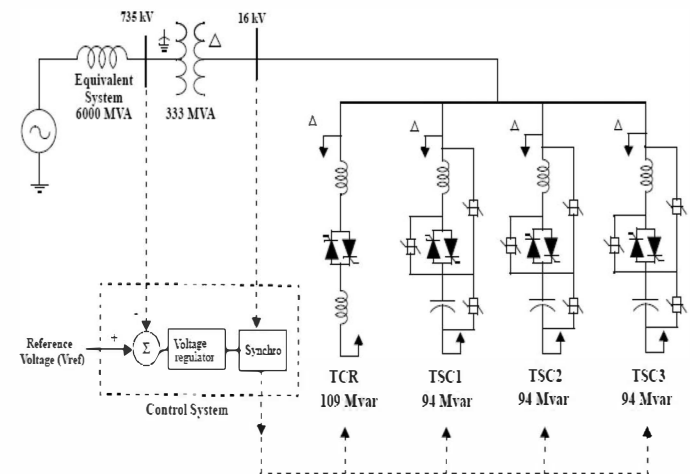 735 kV
16 kV
Δ
Equivalent
System
6000 MVA
333 MVA
Δ
Δ
Δ
Δ
-
+
Reference
Voltage (Vref)
Σ
Voltage
regulator
Synchro
Control System
TCR
109 Mvar
TSC1
94 Mvar
TSC2
94 Mvar
TSC3
94 Mvar